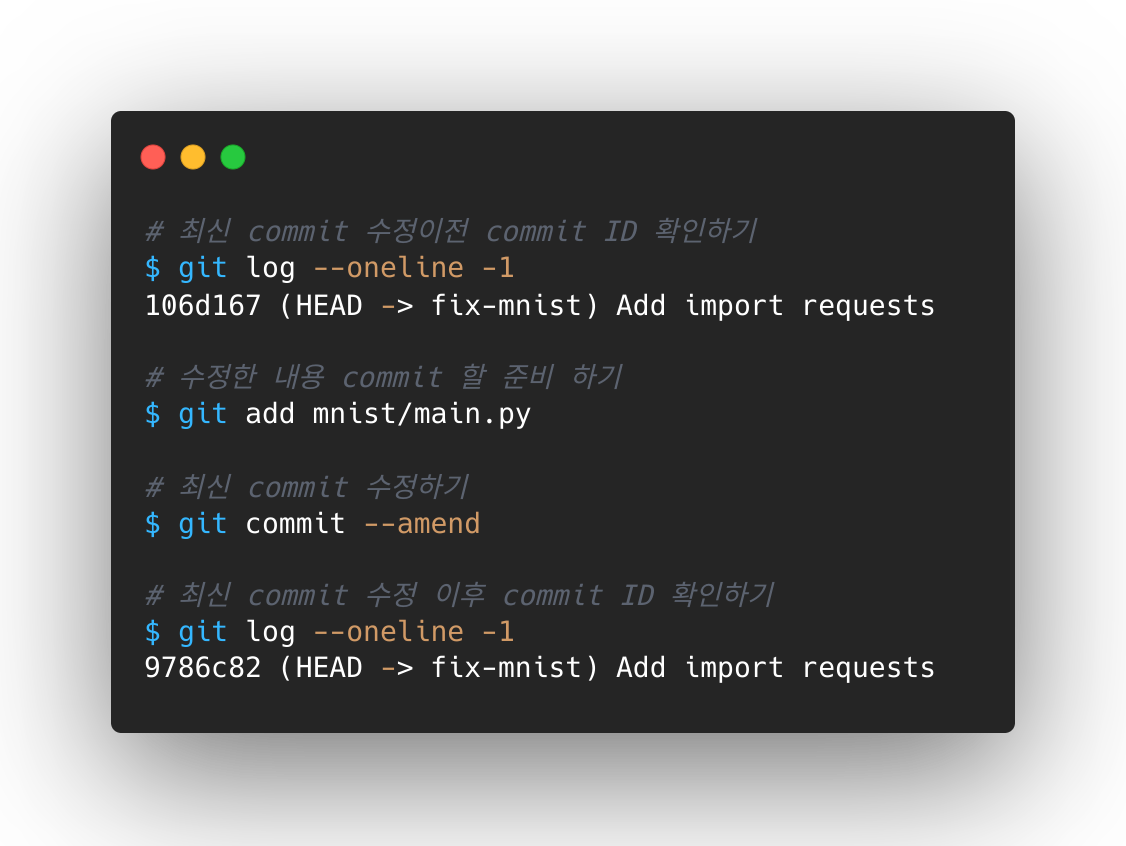 # 최신 commit 수정이전 commit ID 확인하기
$ git log --oneline -1
106d167 (HEAD -> fix-mnist) Add import requests
# 수정한 내용 commit 할 준비 하기
$ git add mnist/main.py
# 최신 commit 수정하기
$ git commit --amend
# 최신 commit 수정 이후 commit ID 확인하기
$ git log --oneline -1
9786c82 (HEAD -> fix-mnist) Add import requests